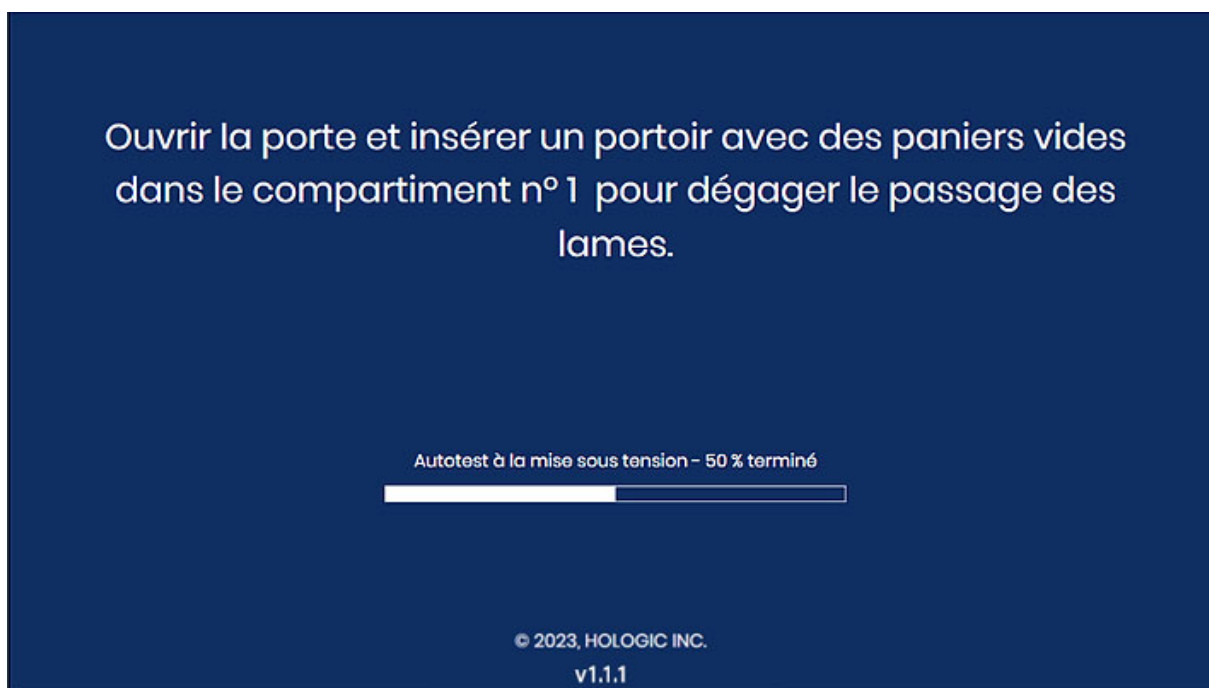 Ouvrir la porte et insérer un portoir avec des paniers vides
dans le compartiment nº 1 pour dégager le passage des
lames.
Autotest à la mise sous tension - 50 % terminé
© 2023, HOLOGIC INC.
v1.1.1